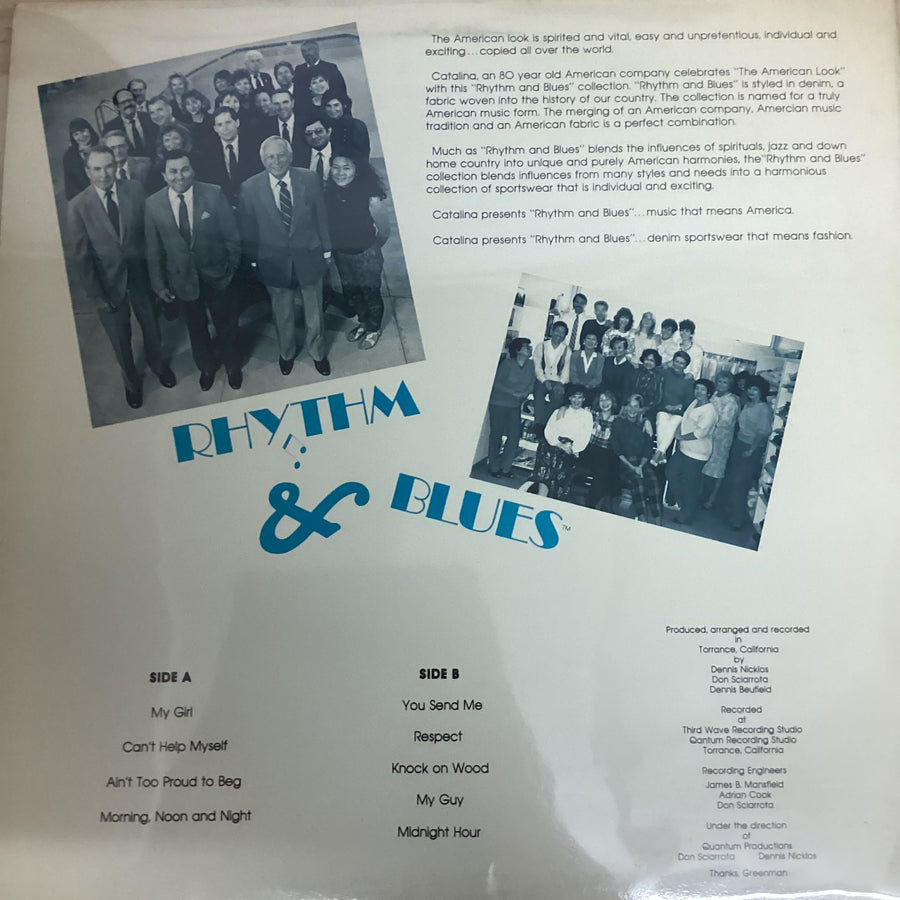 The American look is spirited and vital, easy and unpretentious, individual and
exciting...copied all over the world.
Catalina, an 80 year old American company celebrates "The American Look"
with this "Rhythm and Blues" collection. "Rhythm and Blues" is styled in denim, a
fabric woven into the history of our country. The collection is named for a truly
American music form. The merging of an American company, Amercian music
tradition and an American fabric is a perfect combination.
Much as "Rhythm and Blues" blends the influences of spirituals, jazz and down
home country into unique and purely American harmonies, the"Rhythm and Blues"
collection blends influences from many styles and needs into a harmonious
collection of sportswear that is individual and exciting.
Catalina presents "Rhythm and Blues"...music that means America.
Catalina presents "Rhythm and Blues"...denim sportswear that means fashion.
RHYTHM
& BLUES™
SIDE A
My Girl
Can't Help Myself
Ain't Too Proud to Beg
Morning, Noon and Night
SIDE B
You Send Me
Respect
Knock on Wood
My Guy
Midnight Hour
Produced, arranged and recorded
in
Torrance, California
by
Dennis Nicklos
Don Sciarrota
Dennis Beufield
Recorded
at
Third Wave Recording Studio
Qantum Recording Studio
Torrance, California
Recording Engineers
James B. Mansfield
Adrian Cook
Don Sciarrota
Under the direction
of
Quantum Productions
Don Sciarrota Dennis Nicklos
Thanks, Greenman